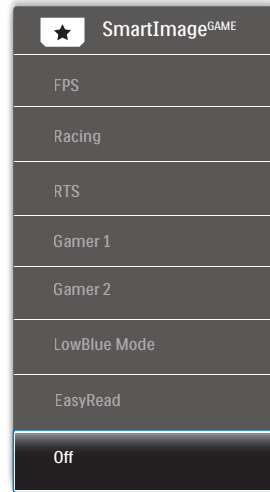 SmartImageGAME
FPS
Racing
RTS
Gamer 1
Gamer 2
LowBlue Mode
EasyRead
Off